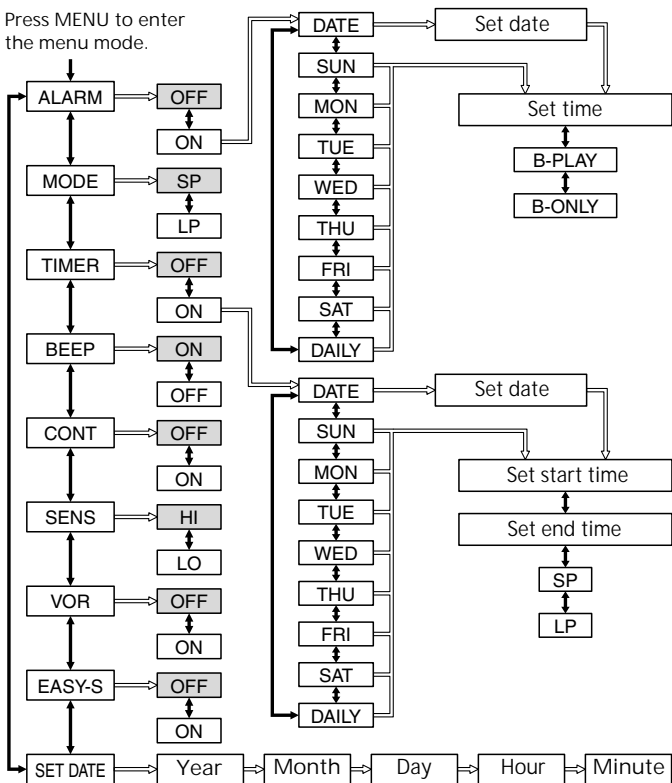 Press MENU to enter
the menu mode.
ALARM
OFF
ON
MODE
SP
LP
TIMER
OFF
ON
BEEP
ON
OFF
CONT
OFF
ON
SENS
HI
LO
VOR
OFF
ON
EASY-S
OFF
ON
DATE
SUN
MON
TUE
WED
THU
FRI
SAT
DAILY
Set date
Set time
B-PLAY
B-ONLY
DATE
SUN
MON
TUE
WED
THU
FRI
SAT
DAILY
Set date
Set start time
Set end time
SP
LP
SET DATE Year Month Day Hour Minute